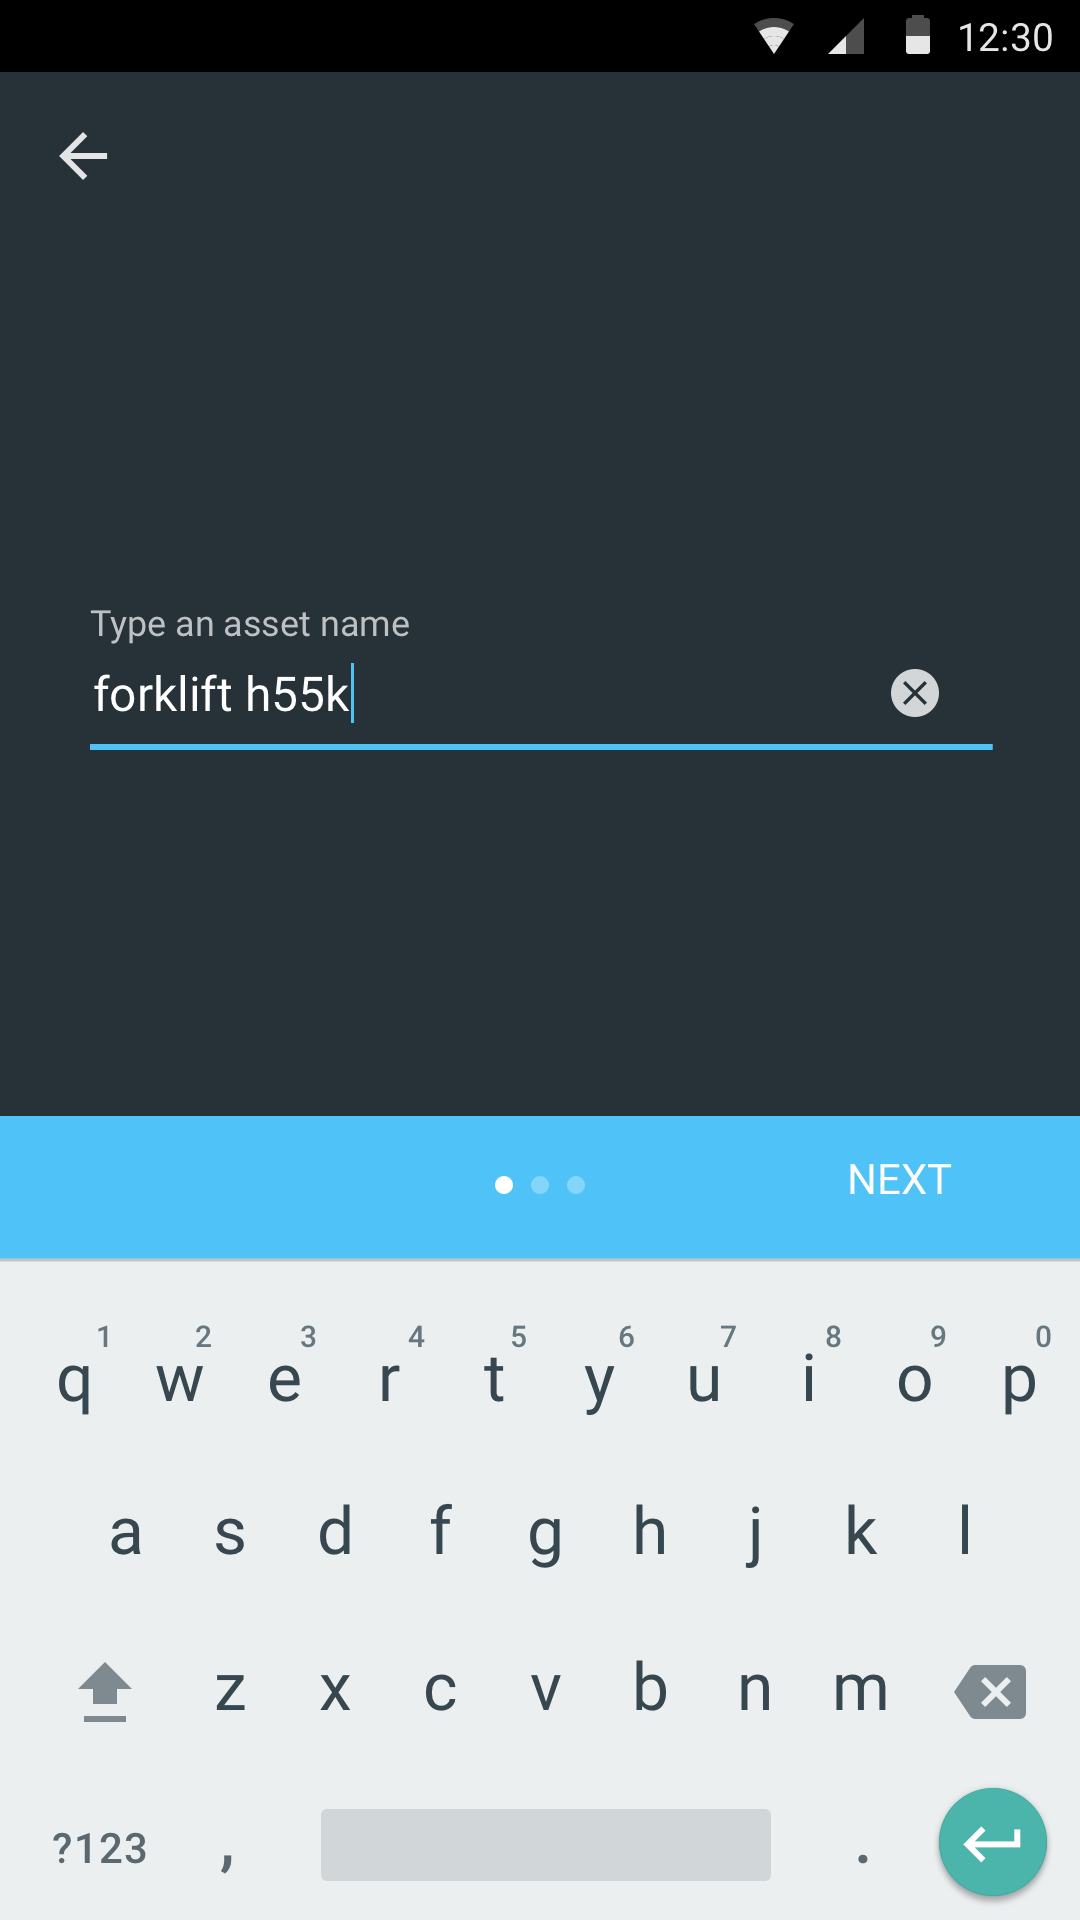 12:30
Type an asset name
forklift h55k
NEXT
1 2 3 4 5 6 7 8 9 0
q w e r t y u i o p
a s d f g h j k l
z x c v b n m
?123 , .